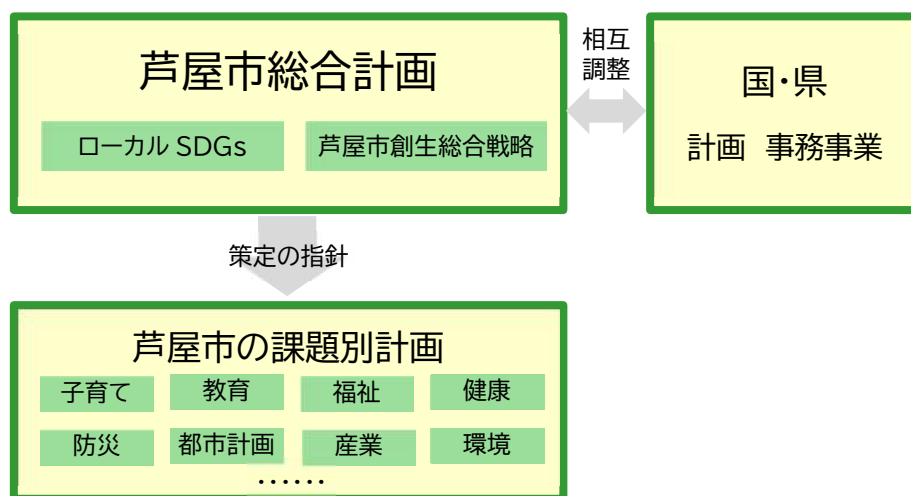 芦屋市総合計画
ローカル SDGs
芦屋市創生総合戦略
相互
調整
国・県
計画 事務事業
策定の指針
芦屋市の課題別計画
子育て
教育
福祉
健康
防災
都市計画
産業
環境
……